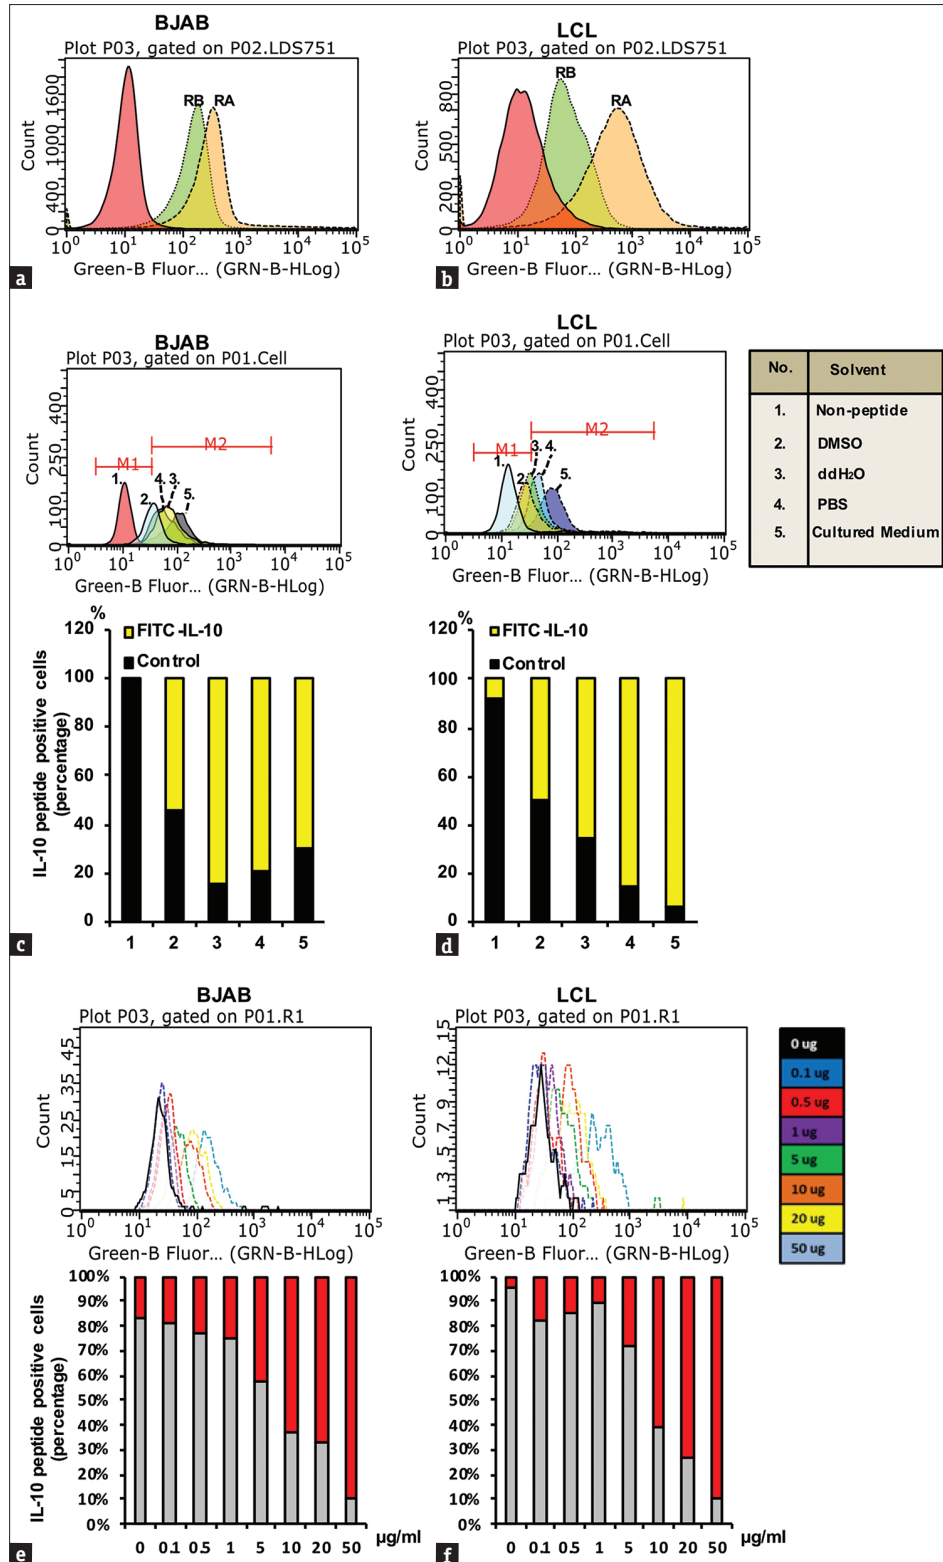 BJAB
Plot P03, gated on P02.LDS751
Count
0 400 1000 1600
RB RA
10^0 10^1 10^2 10^3 10^4 10^5
Green-B Fluor... (GRN-B-HLog)
a
LCL
Plot P03, gated on P02.LDS751
Count
0 200 500 800
RB
RA
10^0 10^1 10^2 10^3 10^4 10^5
Green-B Fluor... (GRN-B-HLog)
b
BJAB
Plot P03, gated on P01.Cell
Count
0 100 250 400
M2
M1
1. 2. 4. 3. 5.
10^0 10^1 10^2 10^3 10^4 10^5
Green-B Fluor... (GRN-B-HLog)
LCL
Plot P03, gated on P01.Cell
Count
0 100 250 400
M2
M1
1. 2. 3. 4. 5.
10^0 10^1 10^2 10^3 10^4 10^5
Green-B Fluor... (GRN-B-HLog)
No. Solvent
1. Non-peptide
2. DMSO
3. ddH₂O
4. PBS
5. Cultured Medium
%
IL-10 peptide positive cells
(percentage)
120
100
80
60
40
20
0
FITC-IL-10
Control
1 2 3 4 5
c
%
120
100
80
60
40
20
0
FITC-IL-10
Control
1 2 3 4 5
d
BJAB
Plot P03, gated on P01.R1
Count
0 5 15 25 35 45
10^0 10^1 10^2 10^3 10^4 10^5
Green-B Fluor... (GRN-B-HLog)
LCL
Plot P03, gated on P01.R1
Count
1 3 4 5 7 9 12 15
10^0 10^1 10^2 10^3 10^4 10^5
Green-B Fluor... (GRN-B-HLog)
0 ug
0.1 ug
0.5 ug
1 ug
5 ug
10 ug
20 ug
50 ug
IL-10 peptide positive cells
(percentage)
100%
90%
80%
70%
60%
50%
40%
30%
20%
10%
0%
0 0.1 0.5 1 5 10 20 50 µg/ml
e
100%
90%
80%
70%
60%
50%
40%
30%
20%
10%
0%
0 0.1 0.5 1 5 10 20 50 µg/ml
f